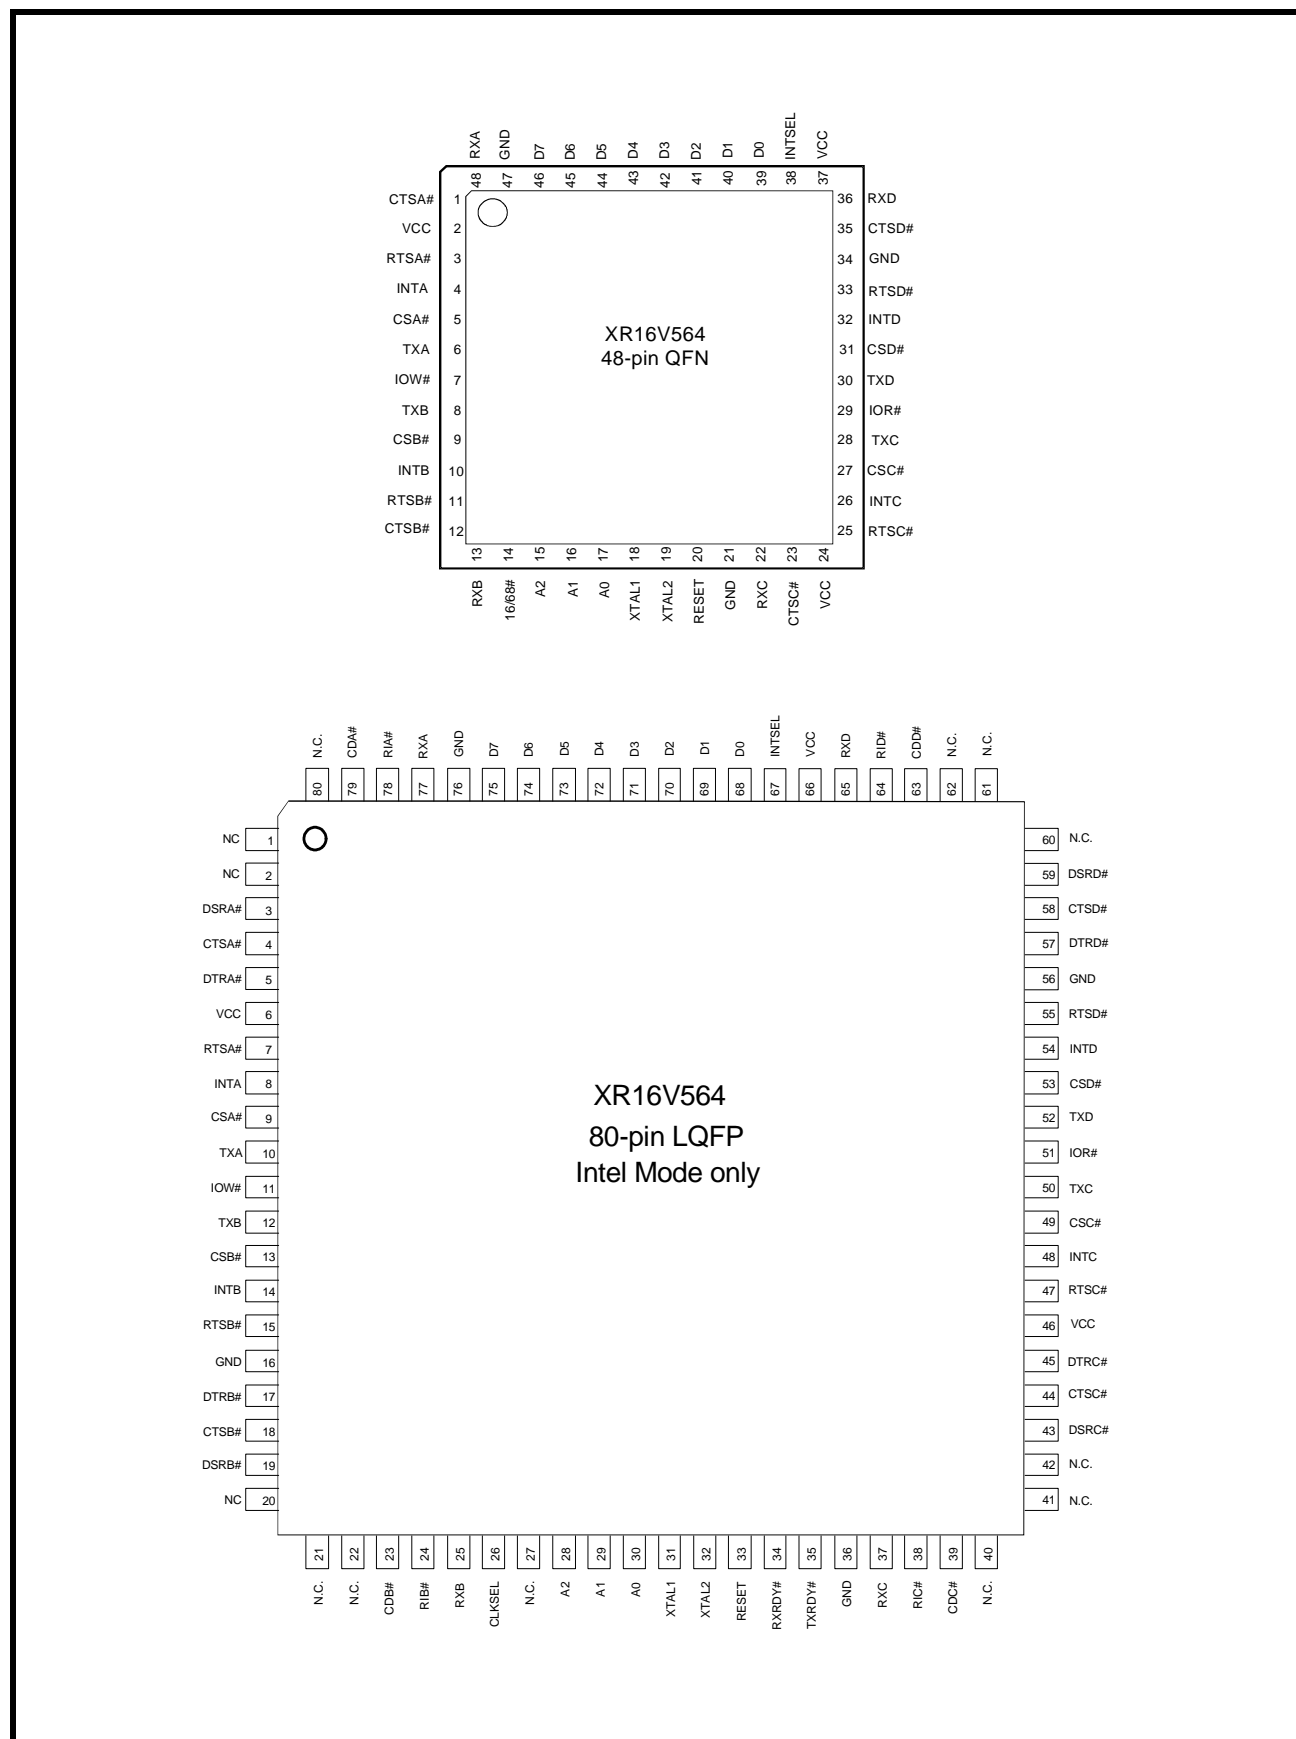 RXA GND D7 D6 D5 D4 D3 D2 D1 D0 INTSEL VCC
48 47 46 45 44 43 42 41 40 39 38 37
CTSA# 1 36 RXD
VCC 2 35 CTSD#
RTSA# 3 34 GND
INTA 4 33 RTSD#
CSA# 5 32 INTD
TXA 6 31 CSD#
IOW# 7 30 TXD
TXB 8 29 IOR#
CSB# 9 28 TXC
INTB 10 27 CSC#
RTSB# 11 26 INTC
CTSB# 12 25 RTSC#
XR16V564
48-pin QFN
13 14 15 16 17 18 19 20 21 22 23 24
RXB 16/68# A2 A1 A0 XTAL1 XTAL2 RESET GND RXC CTSC# VCC
N.C. CDA# RIA# RXA GND D7 D6 D5 D4 D3 D2 D1 D0 INTSEL VCC RXD RID# CDD# N.C. N.C.
80 79 78 77 76 75 74 73 72 71 70 69 68 67 66 65 64 63 62 61
NC 1 60 N.C.
NC 2 59 DSRD#
DSRA# 3 58 CTSD#
CTSA# 4 57 DTRD#
DTRA# 5 56 GND
VCC 6 55 RTSD#
RTSA# 7 54 INTD
INTA 8 53 CSD#
CSA# 9 52 TXD
TXA 10 51 IOR#
IOW# 11 50 TXC
TXB 12 49 CSC#
CSB# 13 48 INTC
INTB 14 47 RTSC#
RTSB# 15 46 VCC
GND 16 45 DTRC#
DTRB# 17 44 CTSC#
CTSB# 18 43 DSRC#
DSRB# 19 42 N.C.
NC 20 41 N.C.
XR16V564
80-pin LQFP
Intel Mode only
21 22 23 24 25 26 27 28 29 30 31 32 33 34 35 36 37 38 39 40
N.C. N.C. CDB# RIB# RXB CLKSEL N.C. A2 A1 A0 XTAL1 XTAL2 RESET RXRDY# TXRDY# GND RXC RIC# CDC# N.C.